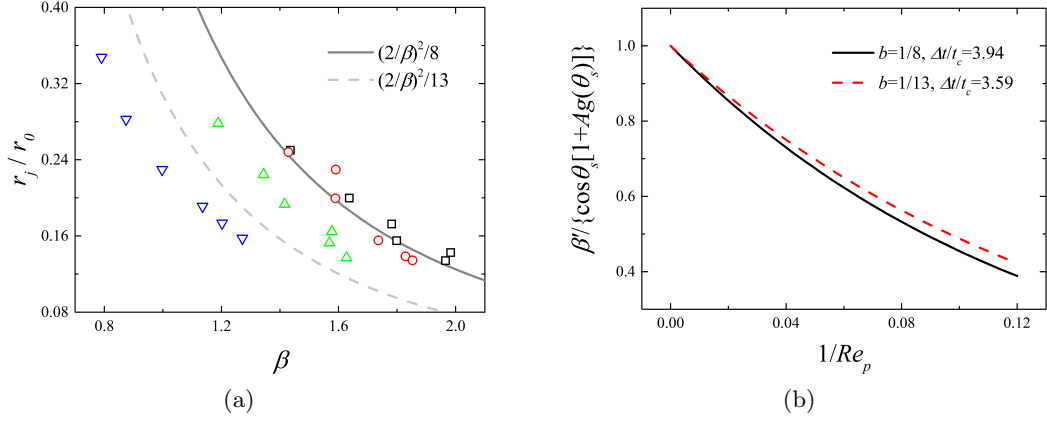 0.40
0.32
0.24
0.16
0.08
r_j / r_0
(2/β)²/8
(2/β)²/13
0.8 1.2 1.6 2.0
β
(a)
1.0
0.8
0.6
0.4
β'/{cosθ_s[1+Ag(θ_s)]}
b=1/8, Δt/t_c=3.94
b=1/13, Δt/t_c=3.59
0.00 0.04 0.08 0.12
1/Re_p
(b)